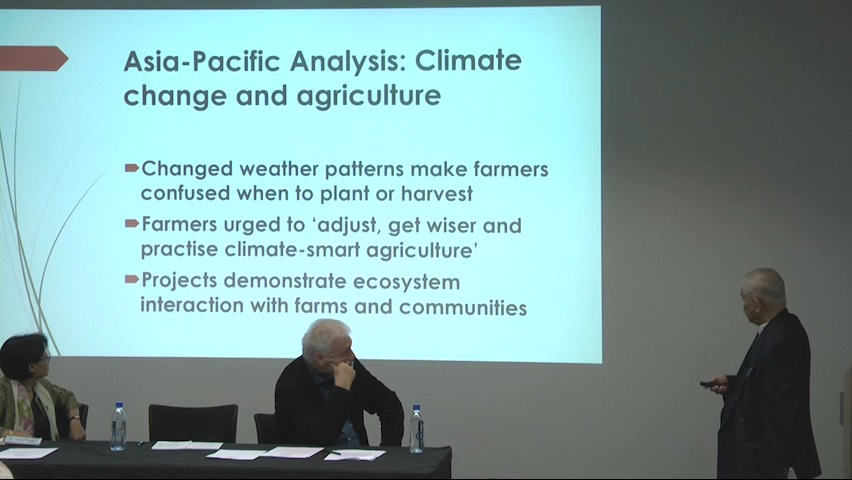 Asia-Pacific Analysis: Climate
change and agriculture
Changed weather patterns make farmers
confused when to plant or harvest
Farmers urged to ‘adjust, get wiser and
practise climate-smart agriculture’
Projects demonstrate ecosystem
interaction with farms and communities